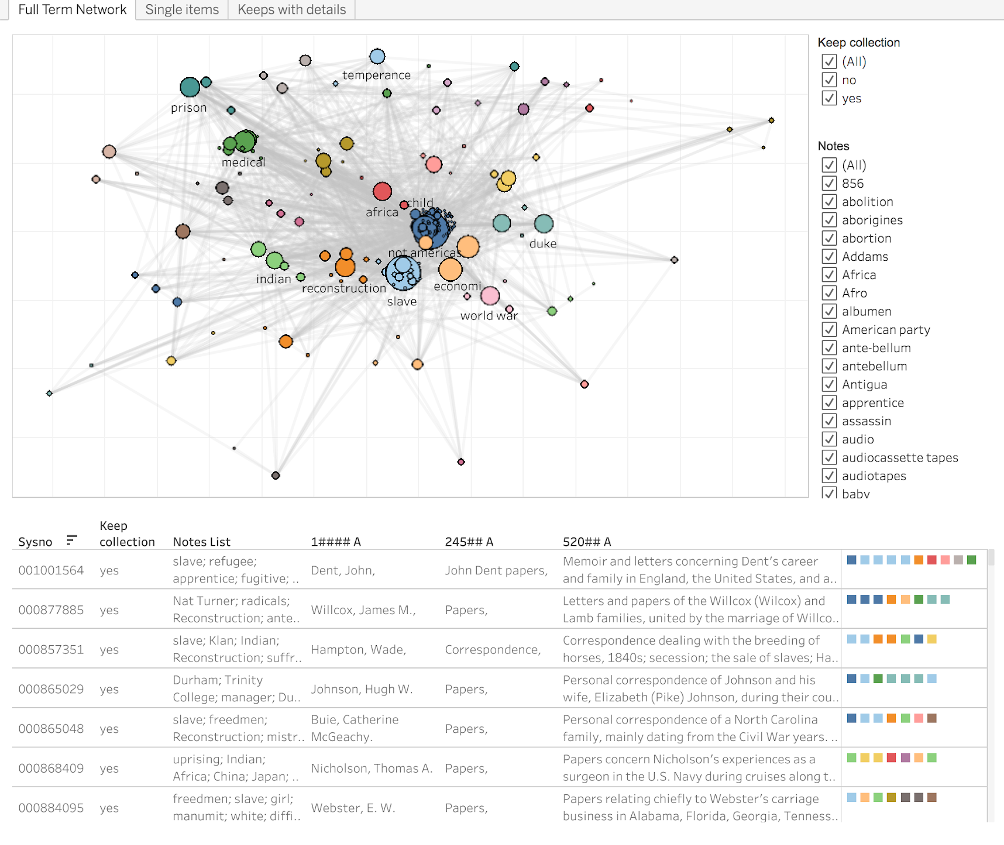 Full Term Network
Single items
Keeps with details
temperance
prison
medical
africa
child
not americas
duke
indian
reconstruction
slave
economi
world war
Keep collection
(All)
no
yes
Notes
(All)
856
abolition
aborigines
abortion
Addams
Africa
Afro
albumen
American party
ante-bellum
antebellum
Antigua
apprentice
assassin
audio
audiocassette tapes
audiotapes
baby
Sysno
Keep
collection
Notes List
1#### A
245## A
520## A
001001564
yes
slave; refugee;
apprentice; fugitive; ..
Dent, John,
John Dent papers,
Memoir and letters concerning Dent's career
and family in England, the United States, and a..
000877885
yes
Nat Turner; radicals;
Reconstruction; ante..
Willcox, James M.,
Papers,
Letters and papers of the Willcox (Wilcox) and
Lamb families, united by the marriage of Willco..
000857351
yes
slave; Klan; Indian;
Reconstruction; suffr..
Hampton, Wade,
Correspondence,
Correspondence dealing with the breeding of
horses, 1840s; secession; the sale of slaves; Ha..
000865029
yes
Durham; Trinity
College; manager; Du..
Johnson, Hugh W.
Papers,
Personal correspondence of Johnson and his
wife, Elizabeth (Pike) Johnson, during their cou..
000865048
yes
slave; freedmen;
Reconstruction; mistr..
Buie, Catherine
McGeachy.
Papers,
Personal correspondence of a North Carolina
family, mainly dating from the Civil War years. ..
000868409
yes
uprising; Indian;
Africa; China; Japan; ..
Nicholson, Thomas A.
Papers,
Papers concern Nicholson's experiences as a
surgeon in the U.S. Navy during cruises along t..
000884095
yes
freedmen; slave; girl;
manumit; white; diffi..
Webster, E. W.
Papers,
Papers relating chiefly to Webster's carriage
business in Alabama, Florida, Georgia, Tenness..